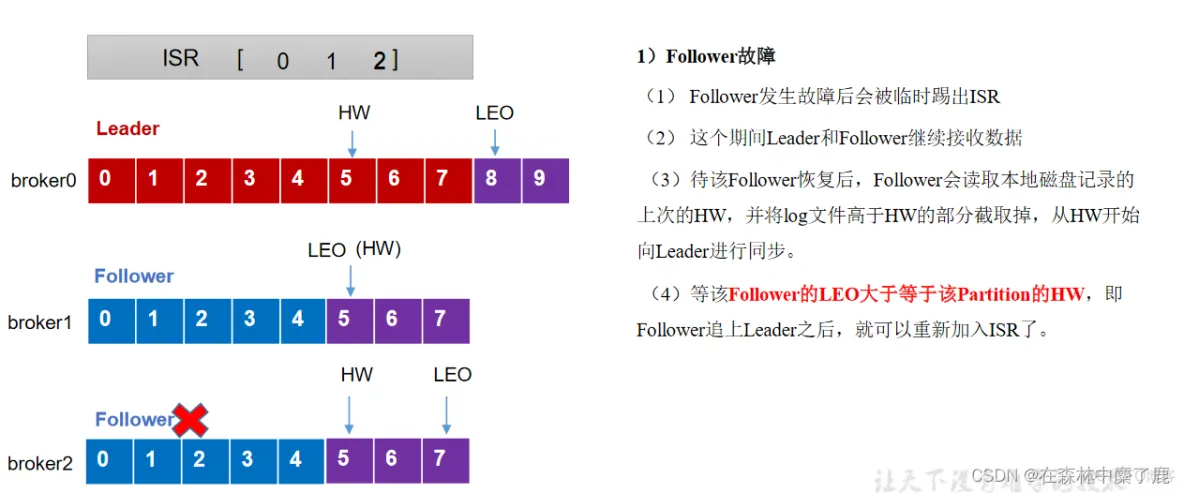 ISR [ 0 1 2 ]
HW LEO
Leader
broker0 0 1 2 3 4 5 6 7 8 9
LEO (HW)
Follower
broker1 0 1 2 3 4 5 6 7
HW LEO
Follower
broker2 0 1 2 3 4 5 6 7
1）Follower故障
（1） Follower发生故障后会被临时踢出ISR
（2） 这个期间Leader和Follower继续接收数据
（3）待该Follower恢复后，Follower会读取本地磁盘记录的
上次的HW，并将log文件高于HW的部分截取掉，从HW开始
向Leader进行同步。
（4）等该Follower的LEO大于等于该Partition的HW，即
Follower追上Leader之后，就可以重新加入ISR了。
CSDN @在森林中麋了鹿